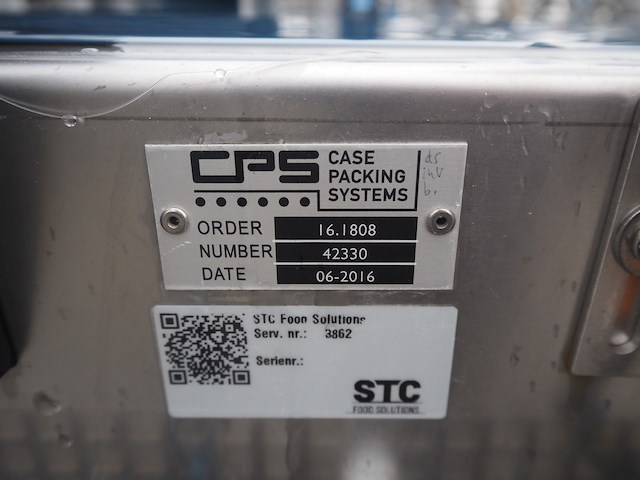 CPS CASE
PACKING
SYSTEMS
ORDER 16.1808
NUMBER 42330
DATE 06-2016
STC Food Solutions
Serv. nr.: 3862
Serienr.:
STC
FOOD SOLUTIONS